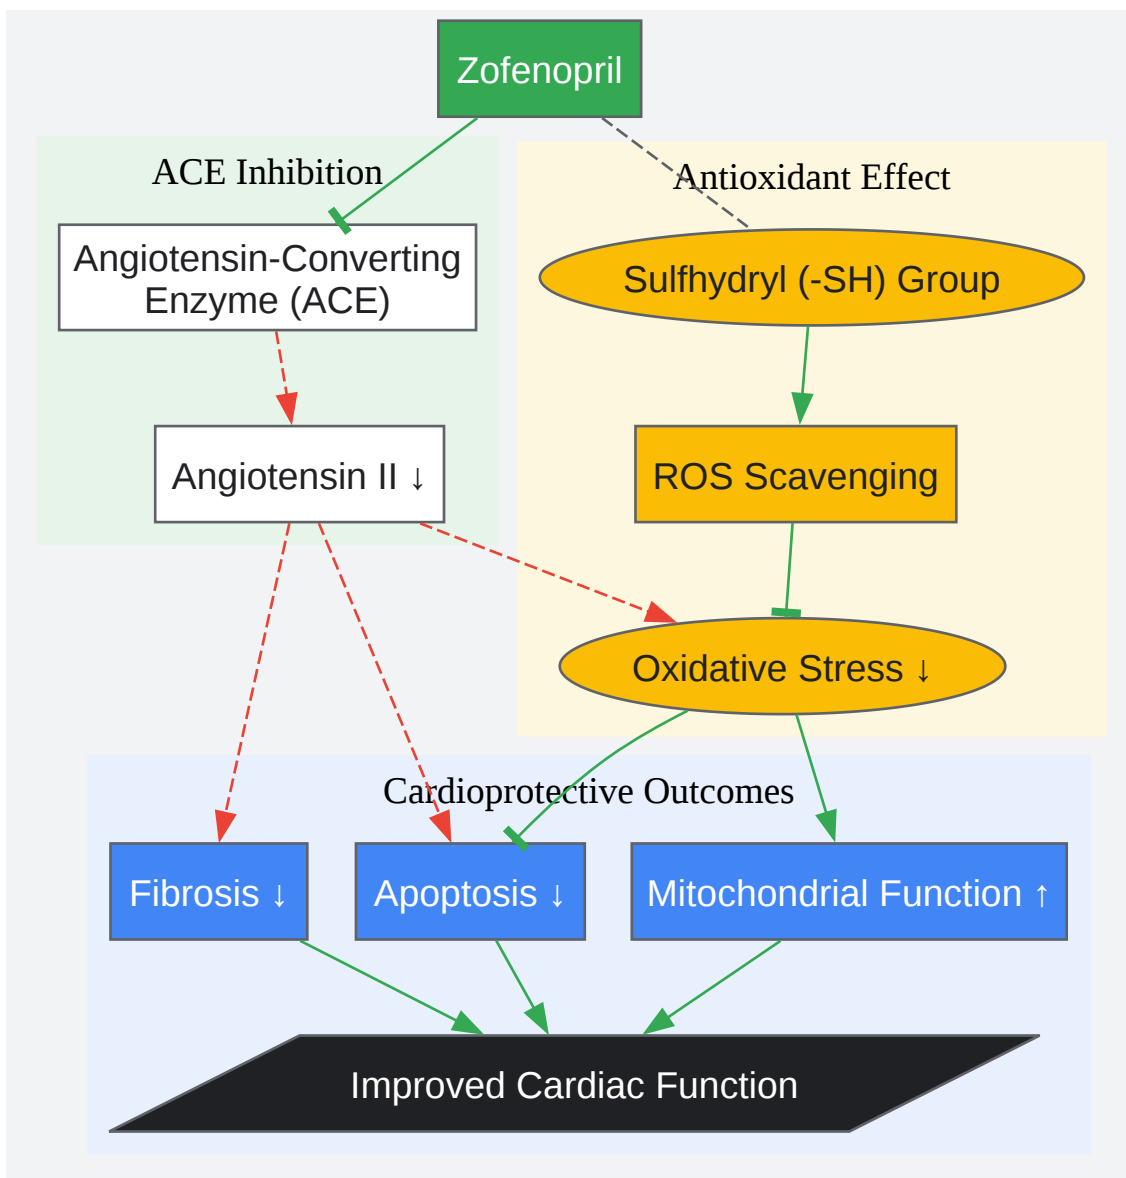 Zofenopril
ACE Inhibition
Antioxidant Effect
Angiotensin-Converting
Enzyme (ACE)
Sulfhydryl (-SH) Group
Angiotensin II ↓
ROS Scavenging
Oxidative Stress ↓
Cardioprotective Outcomes
Fibrosis ↓
Apoptosis ↓
Mitochondrial Function ↑
Improved Cardiac Function